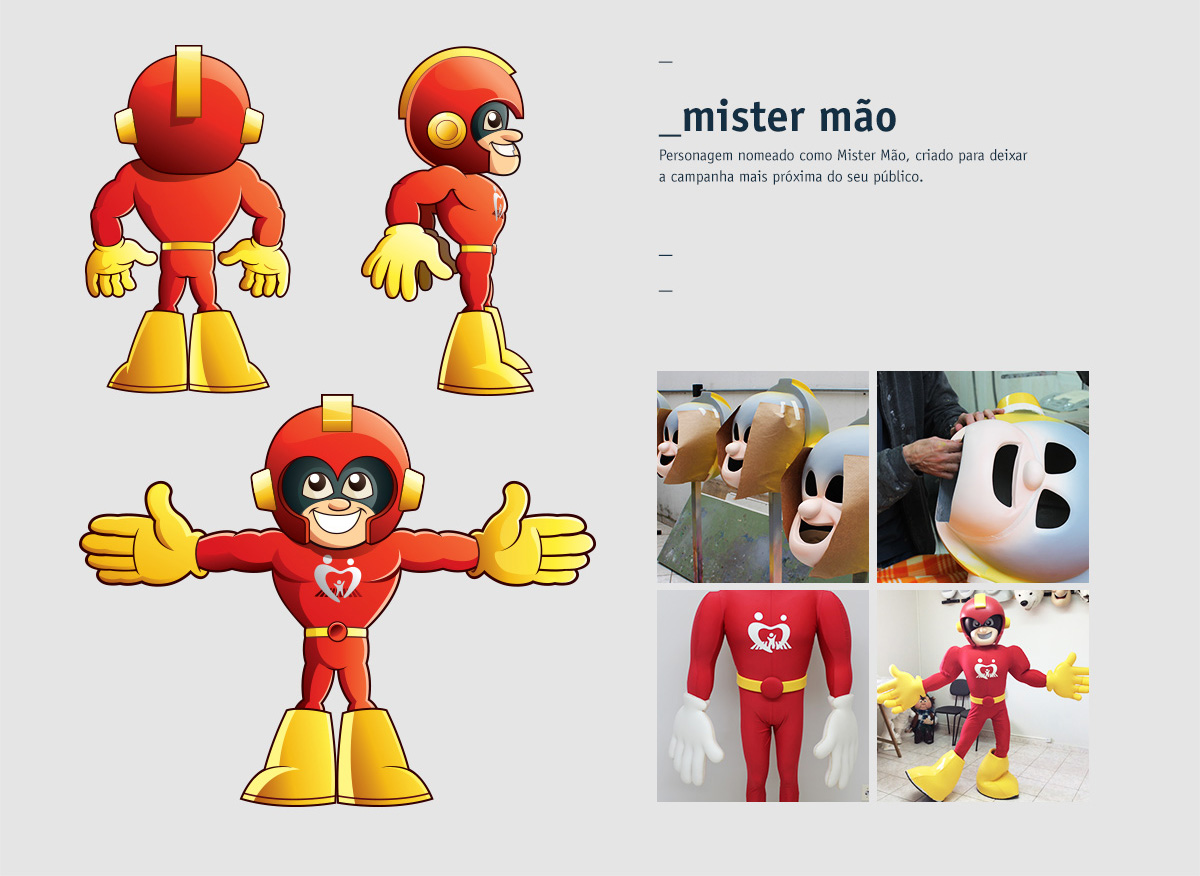 _
_mister mão
Personagem nomeado como Mister Mão, criado para deixar
a campanha mais próxima do seu público.
_
_